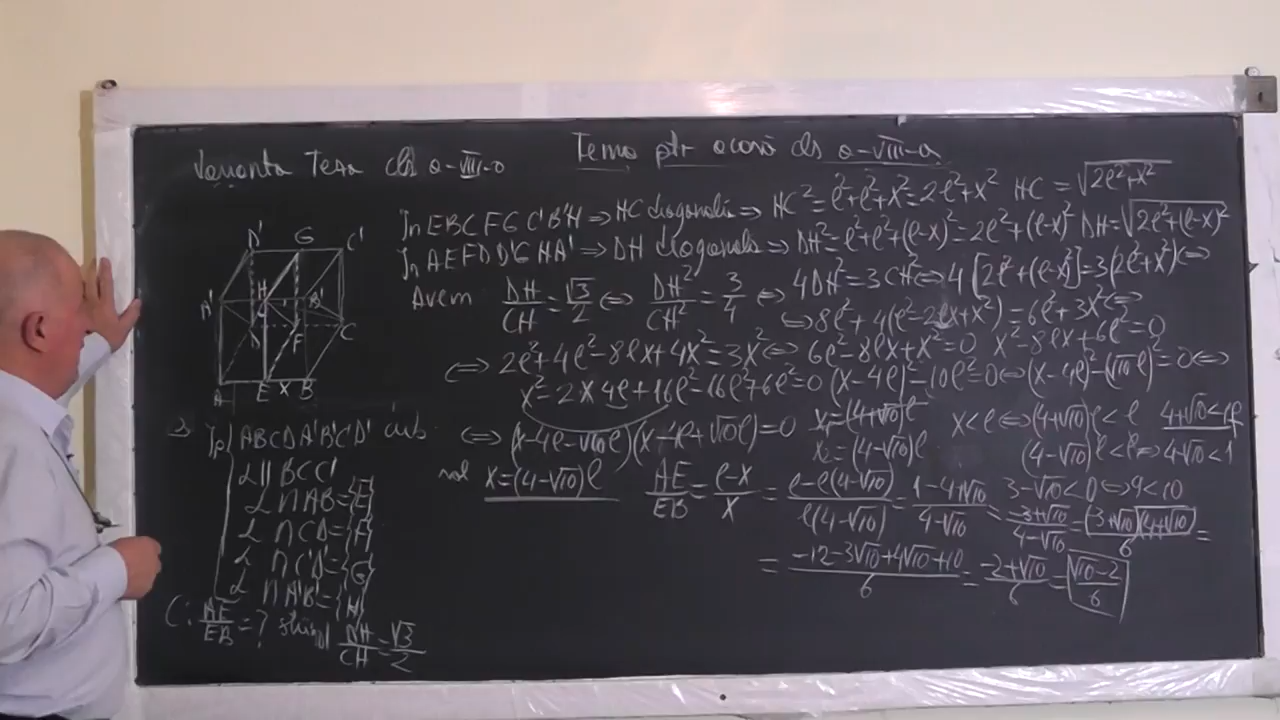 Tema ptr acasă cls a-VIII-a
cls a-VIII-a
În EBCFGC'B'H ⇒ HC diagonală ⇒ HC² = l²+l²+x² = 2l²+x² HC = √(2l²+x²)
În AEFDD'GHA' ⇒ DH diagonală ⇒ DH² = l²+l²+(l-x)² = 2l²+(l-x)² DH = √(2l²+(l-x)²)
Avem DH/CH = √3/2 ⇔ DH²/CH² = 3/4 ⇔ 4DH² = 3CH² ⇔ 4[2l²+(l-x)²] = 3(2l²+x²) ⇔
⇔ 8l²+4(l²-2lx+x²) = 6l²+3x² ⇔
⇔ 2l²+4l²-8lx+4x² = 3x² ⇔ 6l²-8lx+x² = 0 x²-8lx+6l² = 0
x²-2x4l+16l²-16l²+6l² = 0 (x-4l)²-10l² = 0 ⇔ (x-4l)²-(√10l)² = 0 ⇔
⇔ (x-4l-√10l)(x-4l+√10l) = 0 x₁ = (4+√10)l x<l ⇔ (4+√10)l<l 4+√10<1
x₂ = (4-√10)l (4-√10)l<l ⇔ 4-√10<1
x = (4-√10)l AE/EB = (l-x)/x = (l-l(4-√10))/(l(4-√10)) = (1-4+√10)/(4-√10) 3-√10<0 ⇔ 9<10
= (-3+√10)/(4-√10) = (-3+√10)(4+√10)/6 =
= (-12-3√10+4√10+10)/6 = (-2+√10)/6 = (√10-2)/6
D' G C'
A' H B'
D F C
A E x B
Ip) ABCDA'B'C'D' cub
α ∥ BCC'
α ∩ AB = {E}
α ∩ CD = {F}
α ∩ C'D' = {G}
α ∩ A'B' = {H}
C: AE/EB = ? știind DH/CH = √3/2